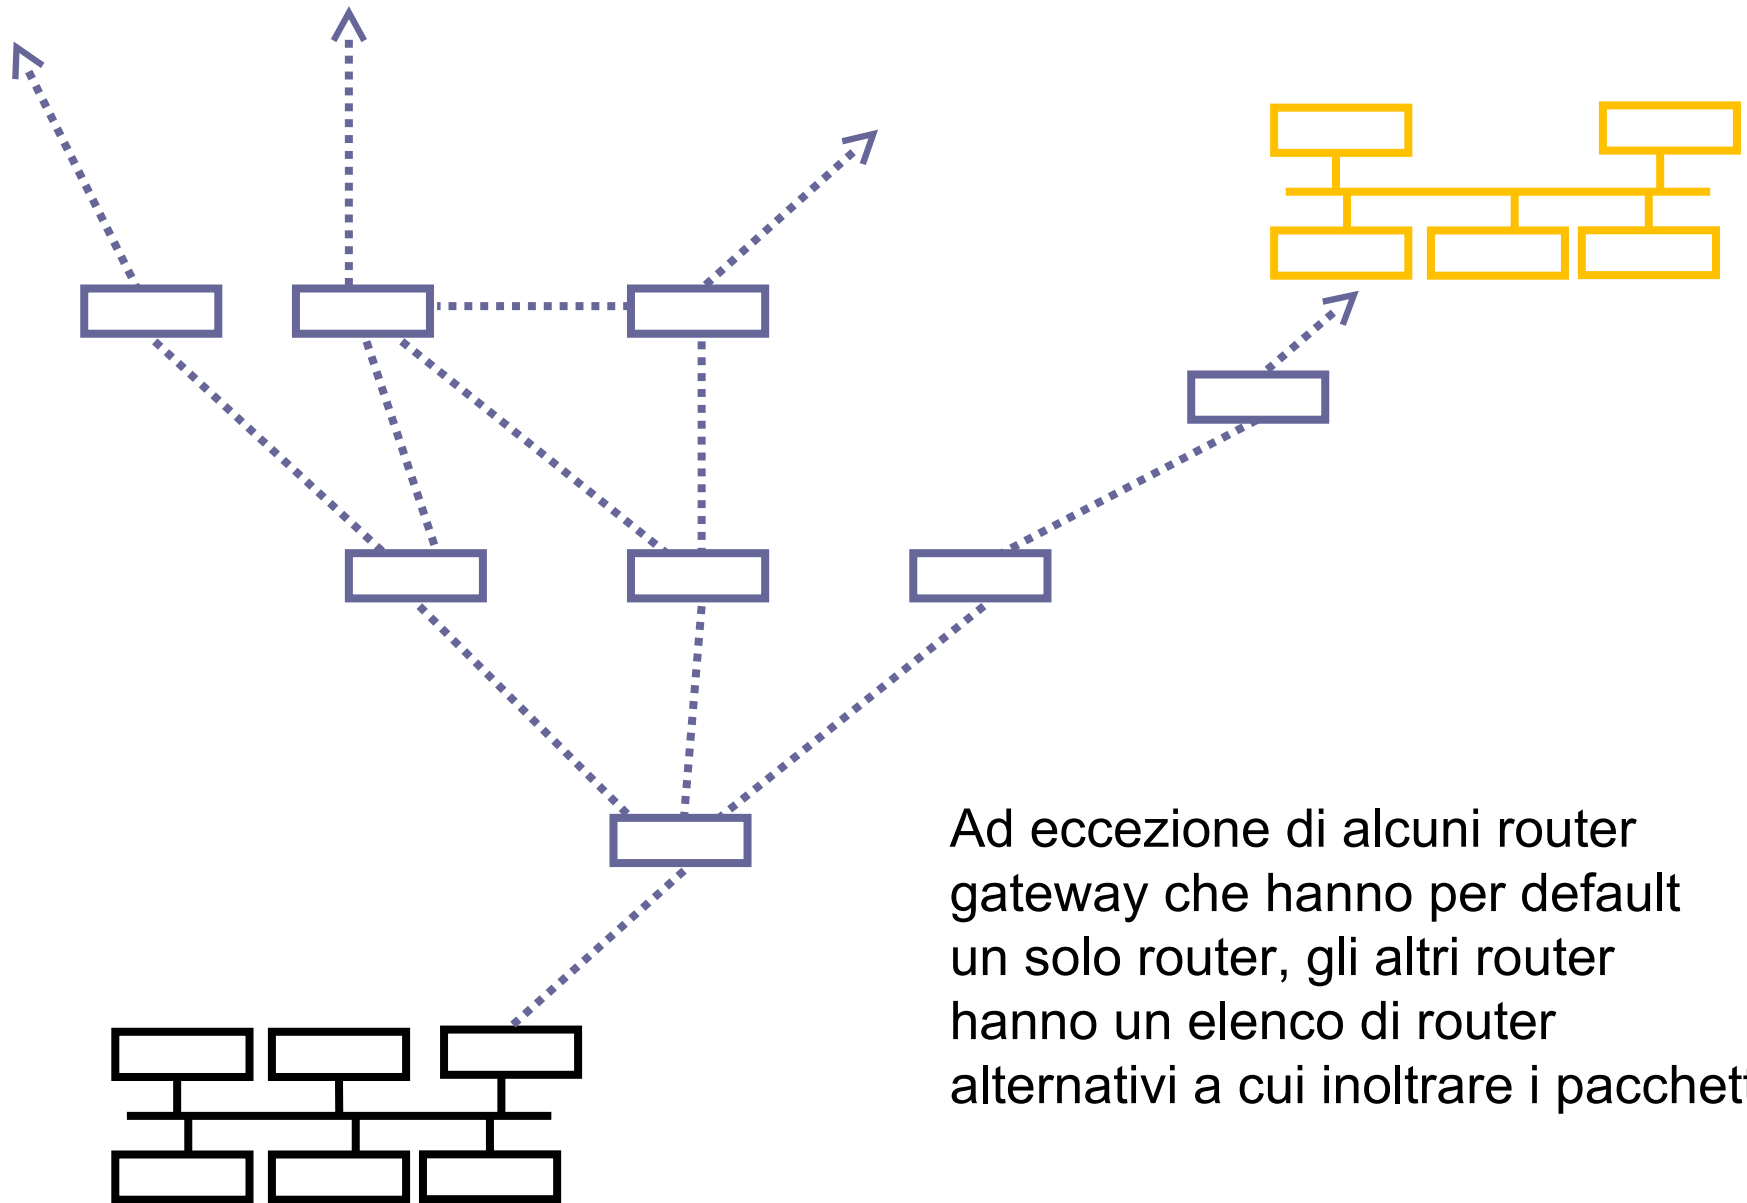 Ad eccezione di alcuni router
gateway che hanno per default
un solo router, gli altri router
hanno un elenco di router
alternativi a cui inoltrare i pacchett